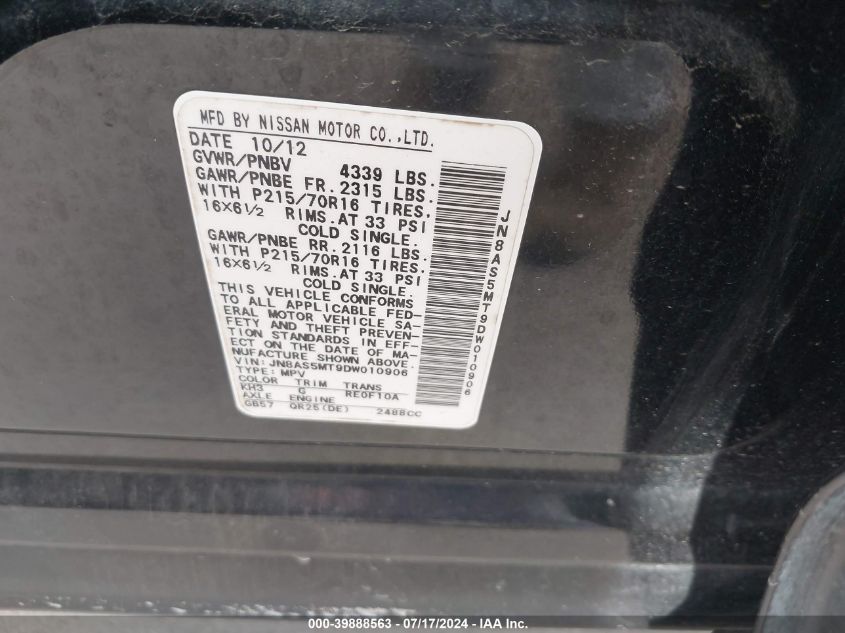 MFD BY NISSAN MOTOR CO.,LTD.
DATE 10/12
GVWR/PNBV 4339 LBS.
GAWR/PNBE FR. 2315 LBS.
WITH P215/70R16 TIRES.
16X6½ RIMS.AT 33 PSI
COLD SINGLE.
GAWR/PNBE RR. 2116 LBS.
WITH P215/70R16 TIRES.
16X6½ RIMS.AT 33 PSI
COLD SINGLE.
THIS VEHICLE CONFORMS
TO ALL APPLICABLE FED-
ERAL MOTOR VEHICLE SA-
FETY AND THEFT PREVEN-
TION STANDARDS IN EFF-
ECT ON THE DATE OF MA-
NUFACTURE SHOWN ABOVE.
VIN: JN8AS5MT9DW010906
TYPE: MPV
COLOR TRIM TRANS
KH3 G RE0F10A
AXLE ENGINE
GB57 QR25(DE) 2488CC
JN8AS5MT9DW010906
000-39888563 - 07/17/2024 - IAA Inc.